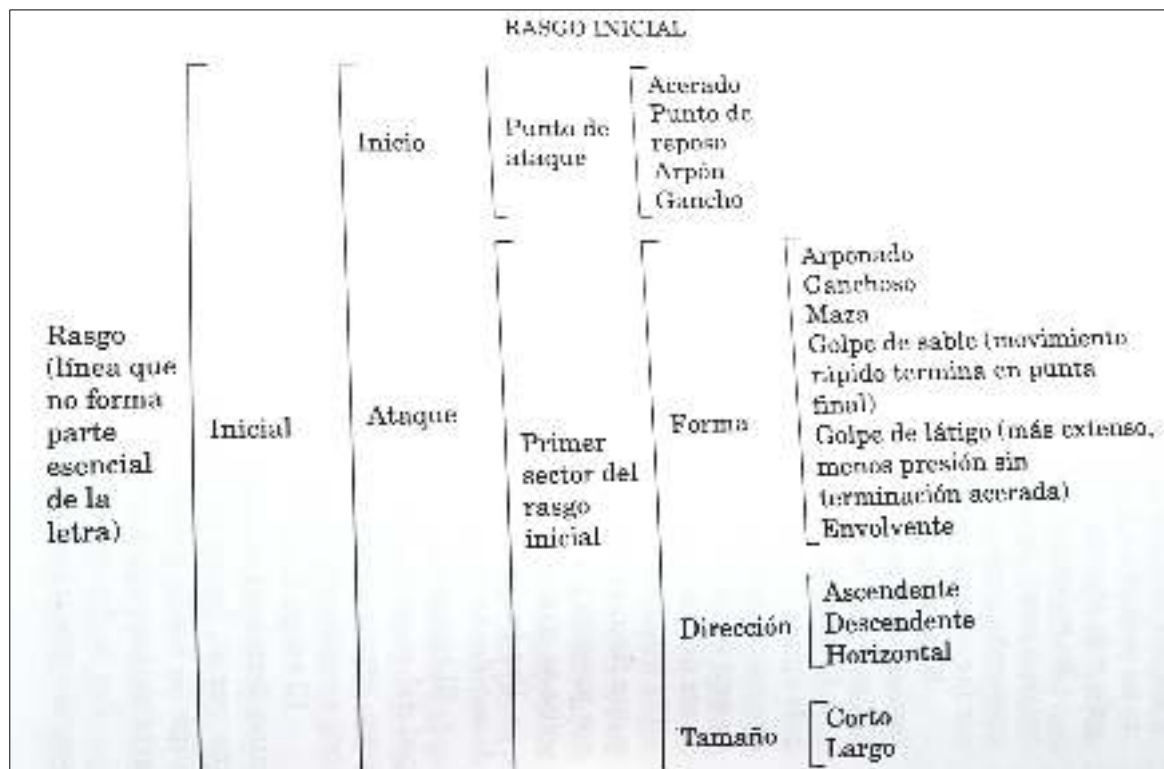 RASGO INICIAL
Rasgo
(línea que
no forma
parte
esencial
de la
letra)
Inicial
Inicio
Punto de
ataque
Acerado
Punto de
reposo
Arpón
Gancho
Ataque
Primer
sector del
rasgo
inicial
Forma
Arponado
Ganchoso
Maza
Golpe de sable (movimiento
rápido termina en punta
final)
Golpe de látigo (más extenso,
menos presión sin
terminación acerada)
Envolvente
Dirección
Ascendente
Descendente
Horizontal
Tamaño
Corto
Largo